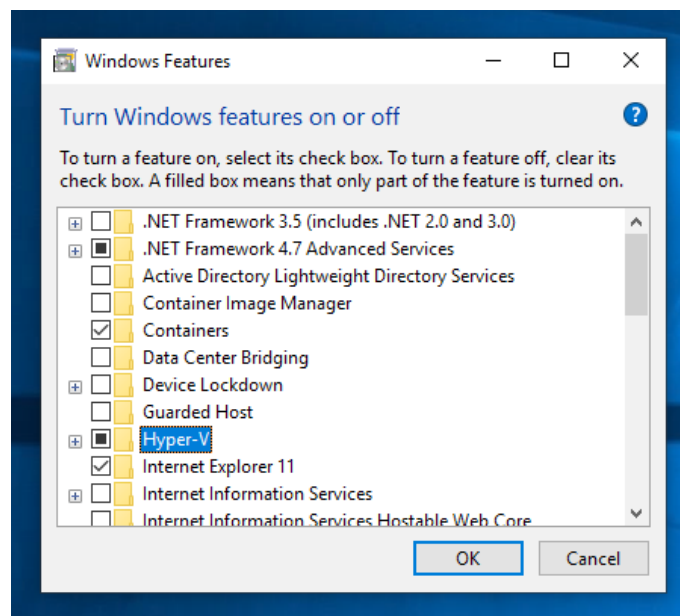 Windows Features
Turn Windows features on or off
?
To turn a feature on, select its check box. To turn a feature off, clear its
check box. A filled box means that only part of the feature is turned on.
.NET Framework 3.5 (includes .NET 2.0 and 3.0)
.NET Framework 4.7 Advanced Services
Active Directory Lightweight Directory Services
Container Image Manager
Containers
Data Center Bridging
Device Lockdown
Guarded Host
Hyper-V
Internet Explorer 11
Internet Information Services
Internet Information Services Hostable Web Core
OK Cancel